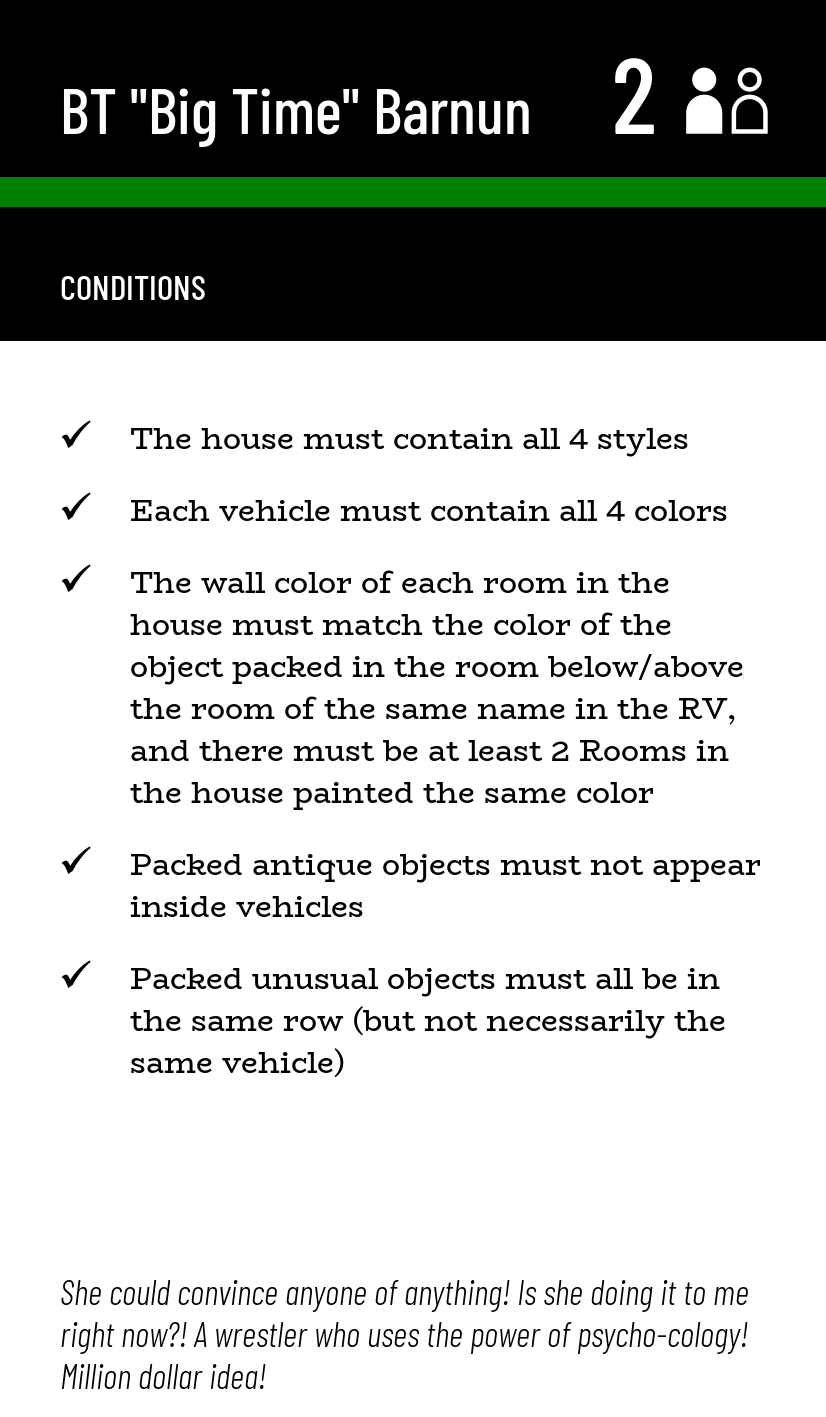 BT "Big Time" Barnun 2
CONDITIONS
✓ The house must contain all 4 styles
✓ Each vehicle must contain all 4 colors
✓ The wall color of each room in the
house must match the color of the
object packed in the room below/above
the room of the same name in the RV,
and there must be at least 2 Rooms in
the house painted the same color
✓ Packed antique objects must not appear
inside vehicles
✓ Packed unusual objects must all be in
the same row (but not necessarily the
same vehicle)
She could convince anyone of anything! Is she doing it to me
right now?! A wrestler who uses the power of psycho-cology!
Million dollar idea!